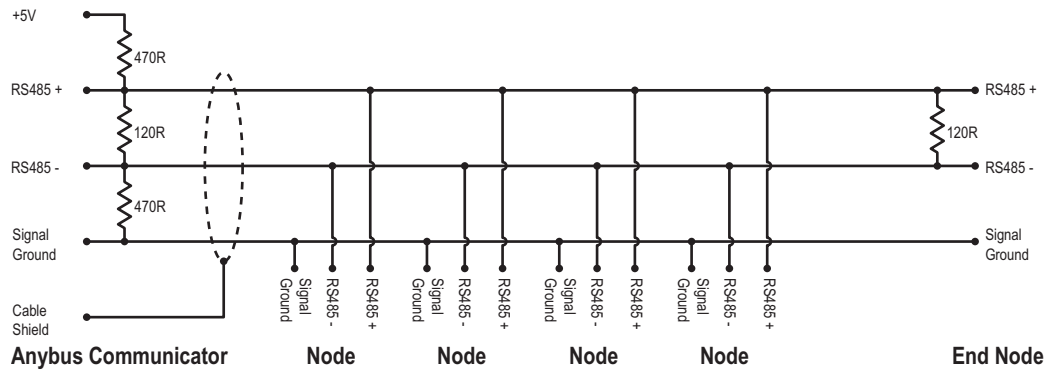 +5V
470R
RS485 +
RS485 +
120R
120R
RS485 -
RS485 -
470R
Signal
Ground
Signal
Ground
Signal
Ground
RS485 -
RS485 +
Signal
Ground
RS485 -
RS485 +
Signal
Ground
RS485 -
RS485 +
Signal
Ground
RS485 -
RS485 +
Cable
Shield
Anybus Communicator
Node
Node
Node
Node
End Node